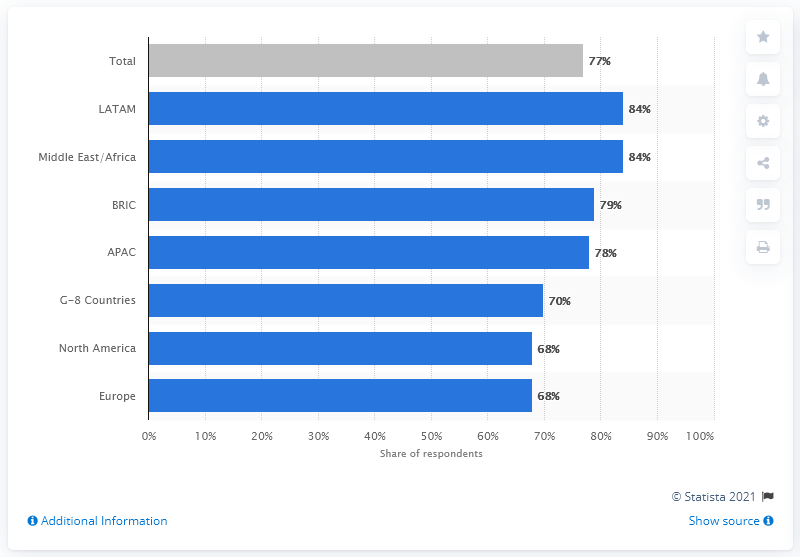 Total 77%
LATAM 84%
Middle East/Africa 84%
BRIC 79%
APAC 78%
G-8 Countries 70%
North America 68%
Europe 68%
0% 10% 20% 30% 40% 50% 60% 70% 80% 90% 100%
Share of respondents
© Statista 2021
Additional Information Show source